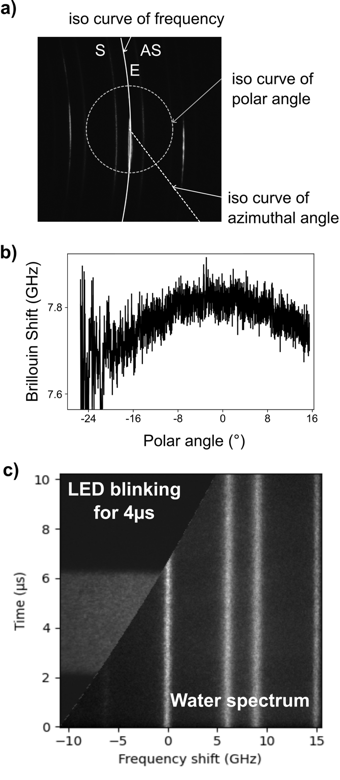 a)
iso curve of frequency
S
AS
E
iso curve of
polar angle
iso curve of
azimuthal angle
b)
Brillouin Shift (GHz)
7.8
7.6
-24
-16
-8
0
8
16
Polar angle (°)
c)
LED blinking
for 4µs
Water spectrum
Time (µs)
10
8
6
4
2
0
-10
-5
0
5
10
15
Frequency shift (GHz)